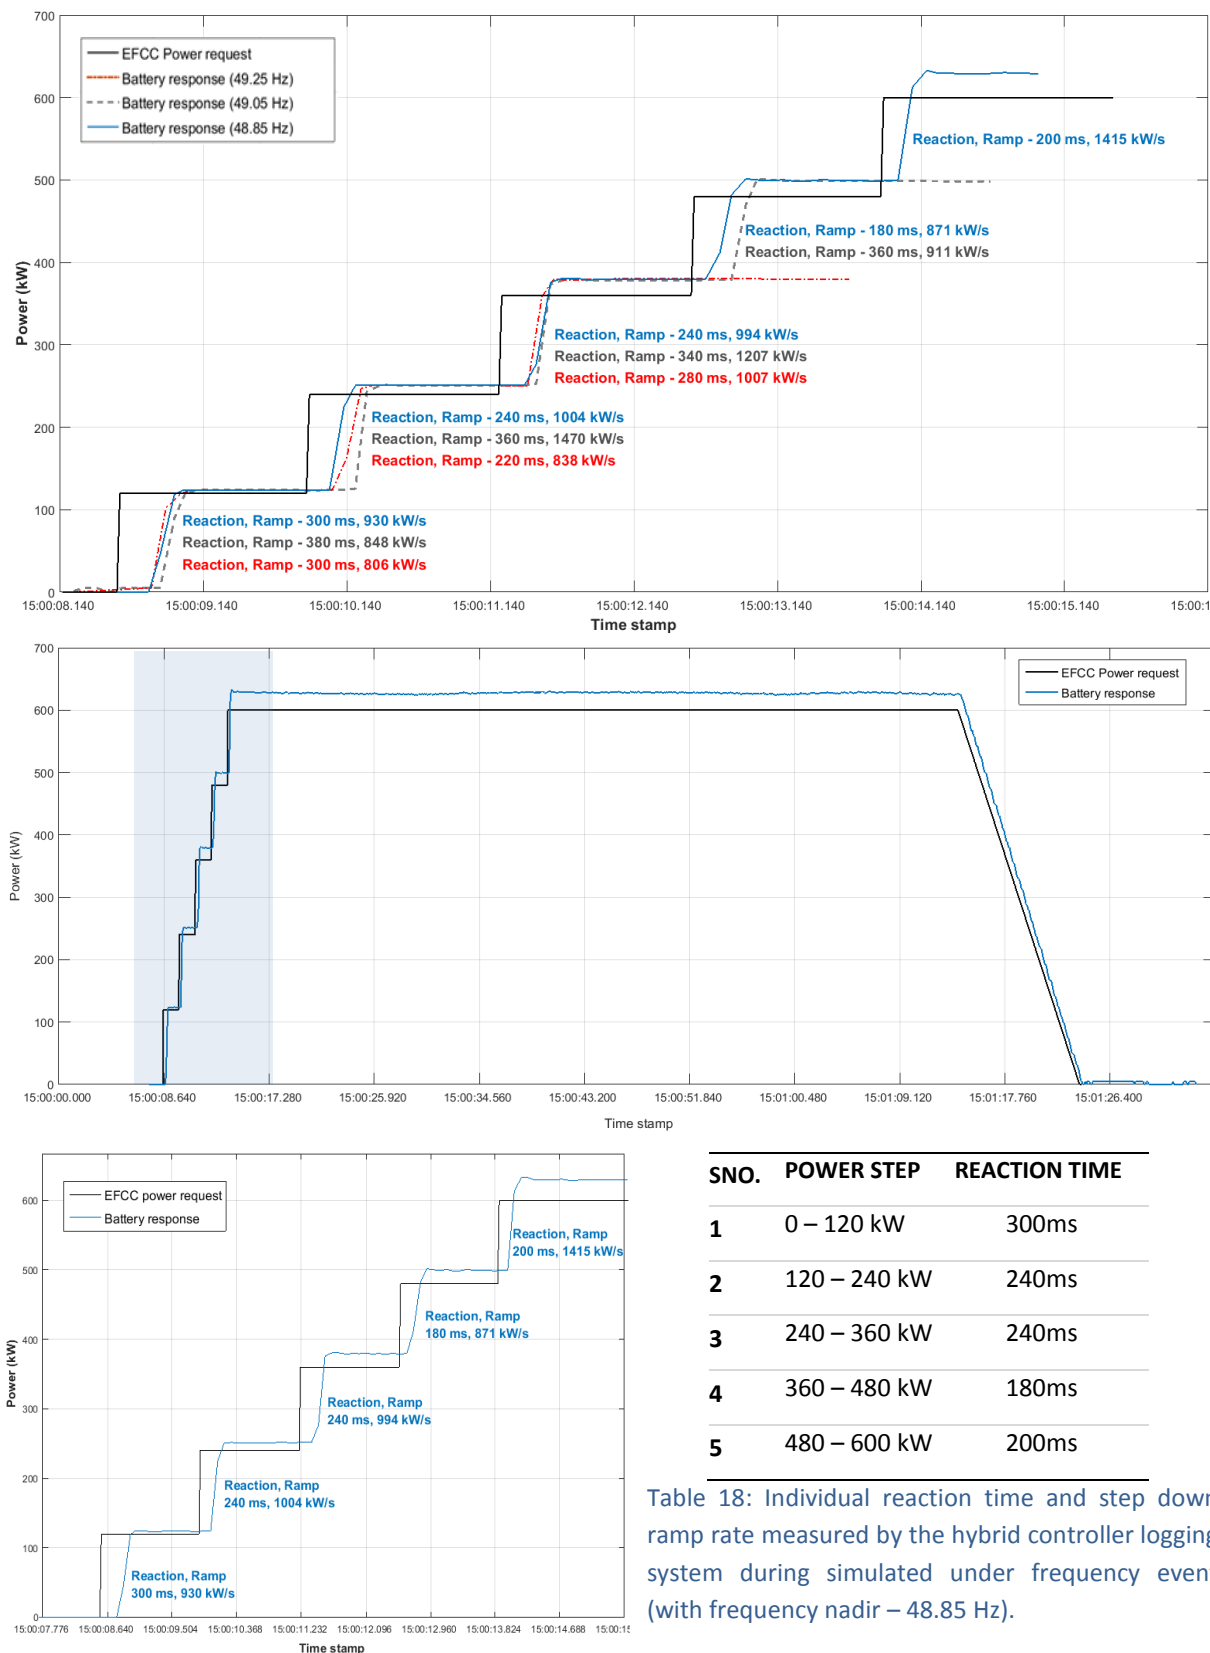 700
600
500
400
300
200
100
0
Power (kW)
EFCC Power request
Battery response (49.25 Hz)
Battery response (49.05 Hz)
Battery response (48.85 Hz)
Reaction, Ramp - 200 ms, 1415 kW/s
Reaction, Ramp - 180 ms, 871 kW/s
Reaction, Ramp - 360 ms, 911 kW/s
Reaction, Ramp - 240 ms, 994 kW/s
Reaction, Ramp - 340 ms, 1207 kW/s
Reaction, Ramp - 280 ms, 1007 kW/s
Reaction, Ramp - 240 ms, 1004 kW/s
Reaction, Ramp - 360 ms, 1470 kW/s
Reaction, Ramp - 220 ms, 838 kW/s
Reaction, Ramp - 300 ms, 930 kW/s
Reaction, Ramp - 380 ms, 848 kW/s
Reaction, Ramp - 300 ms, 806 kW/s
15:00:08.140 15:00:09.140 15:00:10.140 15:00:11.140 15:00:12.140 15:00:13.140 15:00:14.140 15:00:15.140 15:00:1
Time stamp
700
600
500
400
300
200
100
0
Power (kW)
EFCC Power request
Battery response
15:00:00.000 15:00:08.640 15:00:17.280 15:00:25.920 15:00:34.560 15:00:43.200 15:00:51.840 15:01:00.480 15:01:09.120 15:01:17.760 15:01:26.400
Time stamp
600
500
400
300
200
100
0
Power (kW)
EFCC power request
Battery response
Reaction, Ramp
200 ms, 1415 kW/s
Reaction, Ramp
180 ms, 871 kW/s
Reaction, Ramp
240 ms, 994 kW/s
Reaction, Ramp
240 ms, 1004 kW/s
Reaction, Ramp
300 ms, 930 kW/s
15:00:07.776 15:00:08.640 15:00:09.504 15:00:10.368 15:00:11.232 15:00:12.096 15:00:12.960 15:00:13.824 15:00:14.688 15:00:15
Time stamp
SNO. POWER STEP REACTION TIME
1 0 – 120 kW 300ms
2 120 – 240 kW 240ms
3 240 – 360 kW 240ms
4 360 – 480 kW 180ms
5 480 – 600 kW 200ms
Table 18: Individual reaction time and step down
ramp rate measured by the hybrid controller logging
system during simulated under frequency event
(with frequency nadir – 48.85 Hz).